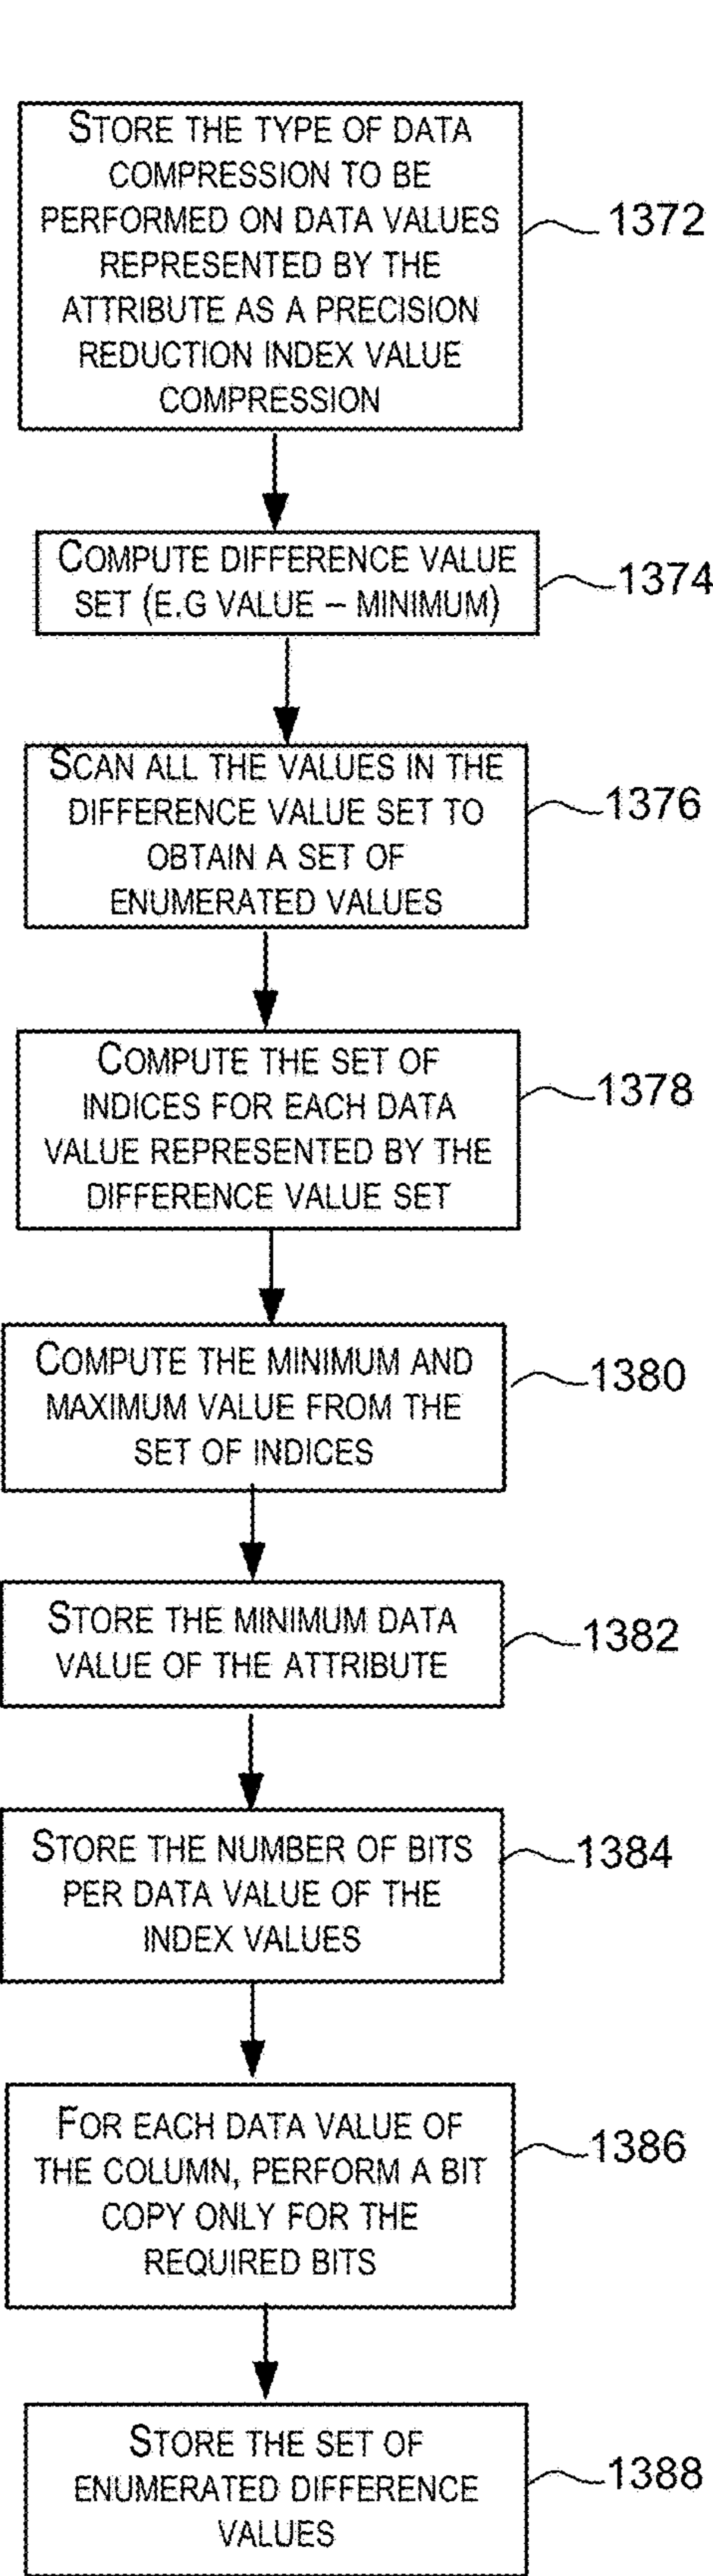 STORE THE TYPE OF DATA
COMPRESSION TO BE
PERFORMED ON DATA VALUES
REPRESENTED BY THE
ATTRIBUTE AS A PRECISION
REDUCTION INDEX VALUE
COMPRESSION
1372
COMPUTE DIFFERENCE VALUE
SET (E.G VALUE – MINIMUM)
1374
SCAN ALL THE VALUES IN THE
DIFFERENCE VALUE SET TO
OBTAIN A SET OF
ENUMERATED VALUES
1376
COMPUTE THE SET OF
INDICES FOR EACH DATA
VALUE REPRESENTED BY THE
DIFFERENCE VALUE SET
1378
COMPUTE THE MINIMUM AND
MAXIMUM VALUE FROM THE
SET OF INDICES
1380
STORE THE MINIMUM DATA
VALUE OF THE ATTRIBUTE
1382
STORE THE NUMBER OF BITS
PER DATA VALUE OF THE
INDEX VALUES
1384
FOR EACH DATA VALUE OF
THE COLUMN, PERFORM A BIT
COPY ONLY FOR THE
REQUIRED BITS
1386
STORE THE SET OF
ENUMERATED DIFFERENCE
VALUES
1388